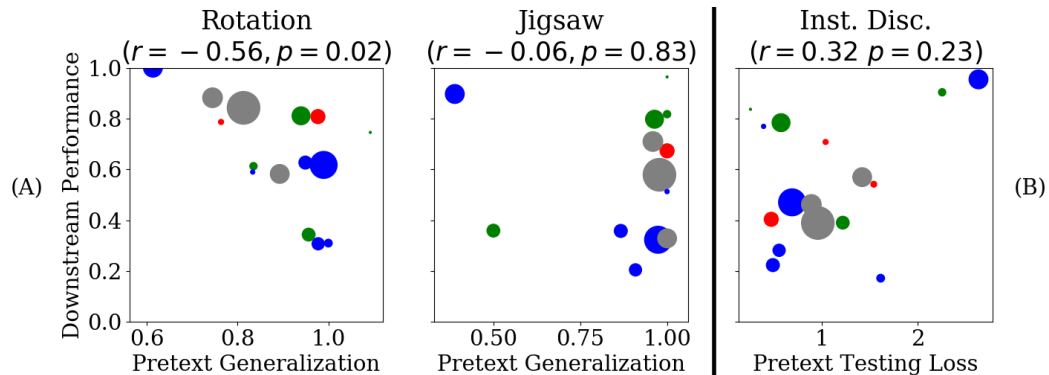 Rotation
(r = −0.56, p = 0.02)
Jigsaw
(r = −0.06, p = 0.83)
Inst. Disc.
(r = 0.32 p = 0.23)
(A)
Downstream Performance
1.0
0.8
0.6
0.4
0.2
0.0
0.6 0.8 1.0
Pretext Generalization
0.50 0.75 1.00
Pretext Generalization
1 2
Pretext Testing Loss
(B)